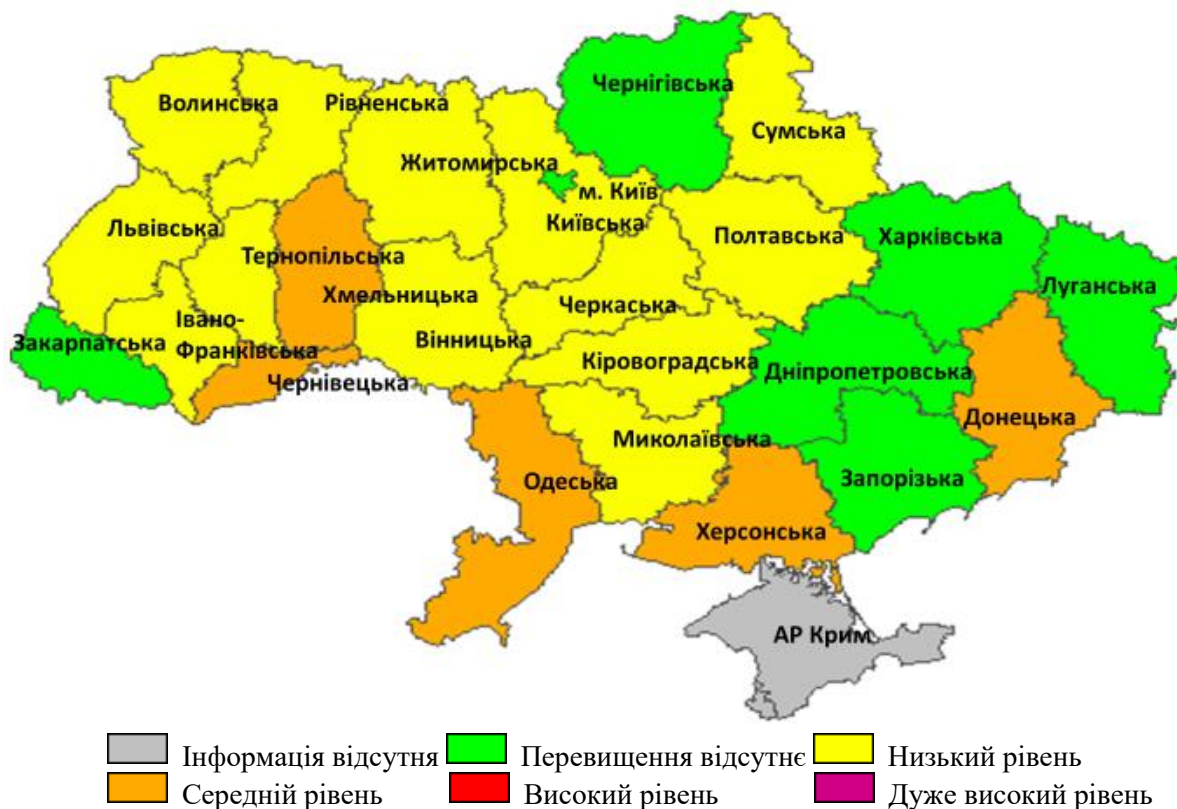 Чернігівська
Волинська
Рівненська
Сумська
Житомирська
м. Київ
Київська
Львівська
Полтавська
Харківська
Тернопільська
Луганська
Хмельницька
Черкаська
Івано-
Франківська
Закарпатська
Вінницька
Кіровоградська
Дніпропетровська
Чернівецька
Донецька
Миколаївська
Запорізька
Одеська
Херсонська
АР Крим
Інформація відсутня
Перевищення відсутнє
Низький рівень
Середній рівень
Високий рівень
Дуже високий рівень